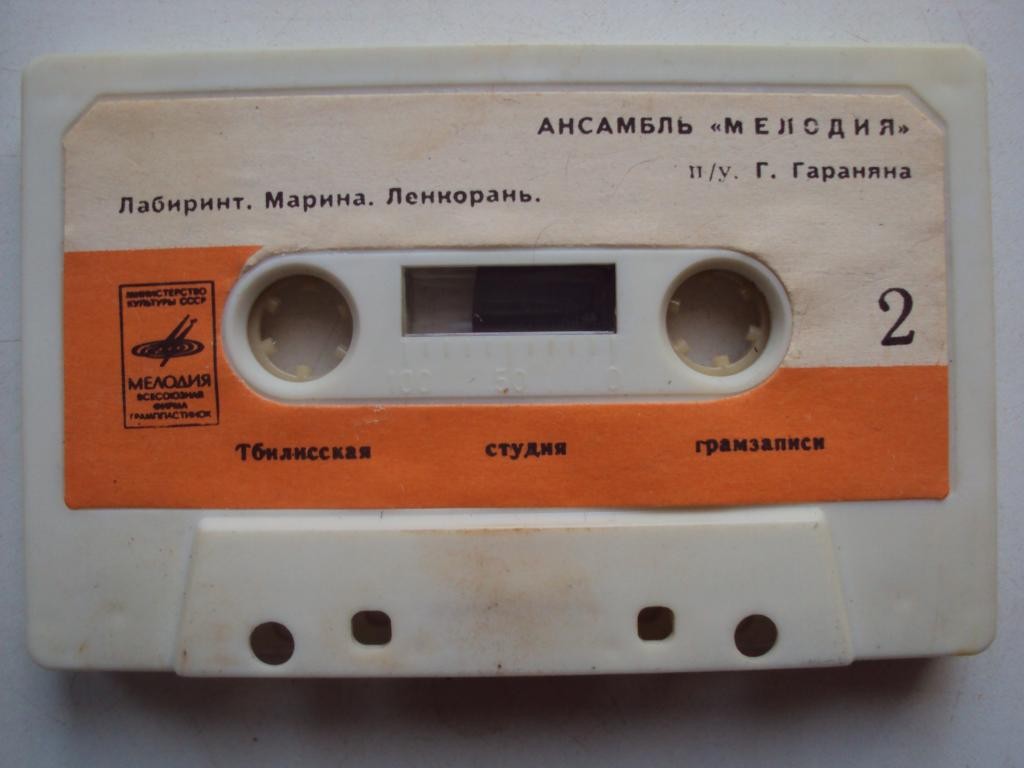 АНСАМБЛЬ «МЕЛОДИЯ»
п/у. Г. Гараняна
Лабиринт. Марина. Ленкорань.
2
МИНИСТЕРСТВО
КУЛЬТУРЫ СССР
МЕЛОДИЯ
ВСЕСОЮЗНАЯ
ФИРМА
ГРАМПЛАСТИНОК
100 50 0
Тбилисская студия грамзаписи